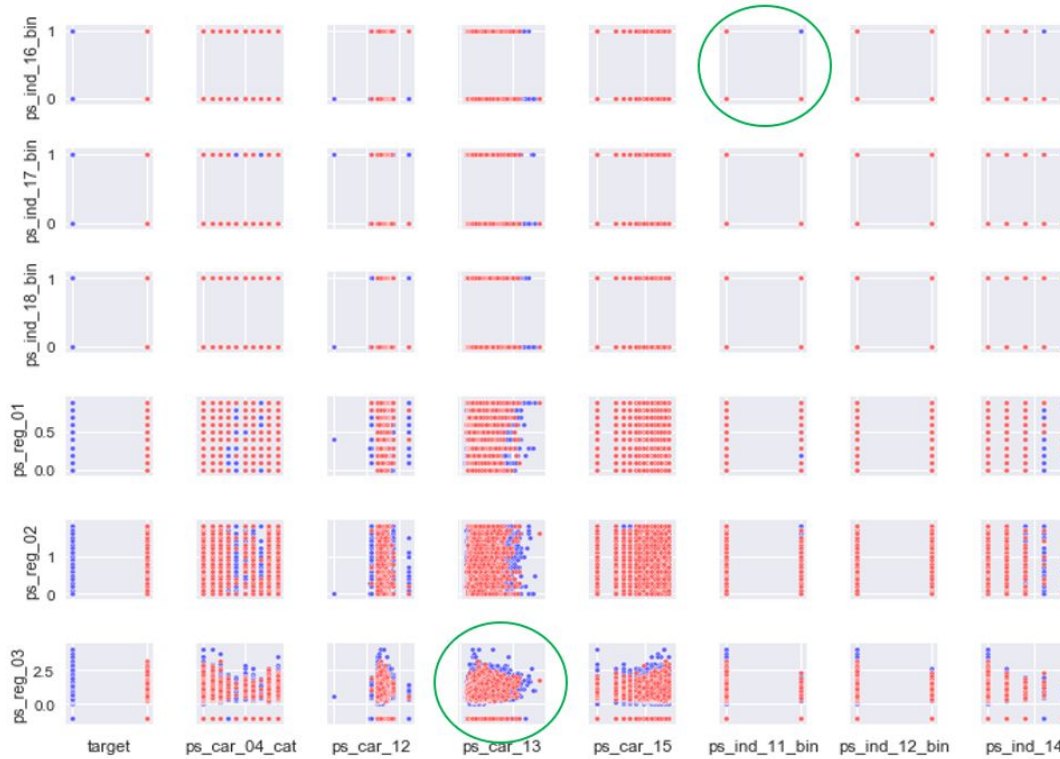 ps_ind_16_bin
1
0
ps_ind_17_bin
1
0
ps_ind_18_bin
1
0
ps_reg_01
0.5
0.0
ps_reg_02
1
0
ps_reg_03
2.5
0.0
target ps_car_04_cat ps_car_12 ps_car_13 ps_car_15 ps_ind_11_bin ps_ind_12_bin ps_ind_14